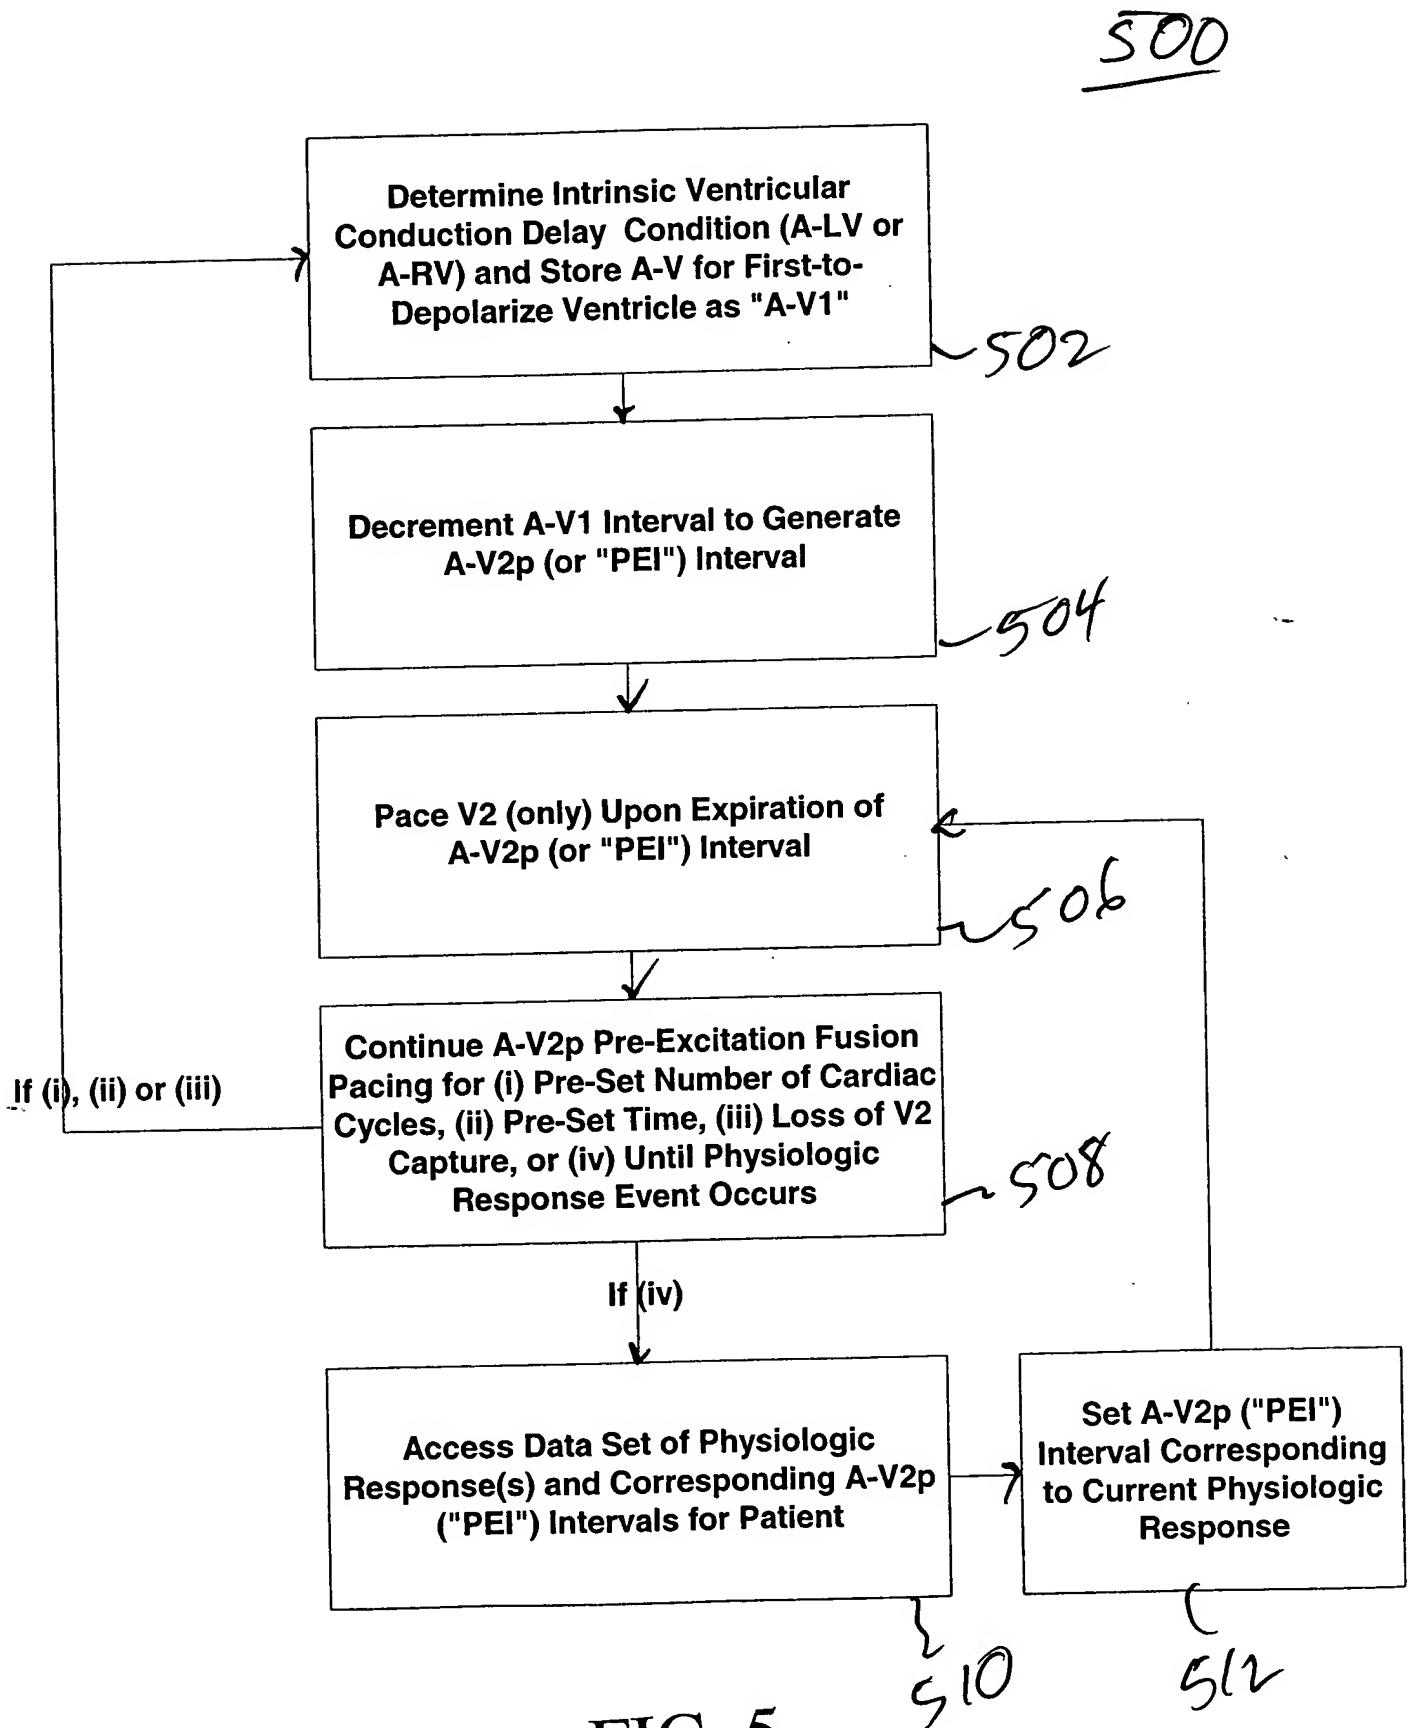 500
Determine Intrinsic Ventricular
Conduction Delay Condition (A-LV or
A-RV) and Store A-V for First-to-
Depolarize Ventricle as "A-V1"
502
Decrement A-V1 Interval to Generate
A-V2p (or "PEI") Interval
504
Pace V2 (only) Upon Expiration of
A-V2p (or "PEI") Interval
506
Continue A-V2p Pre-Excitation Fusion
Pacing for (i) Pre-Set Number of Cardiac
Cycles, (ii) Pre-Set Time, (iii) Loss of V2
Capture, or (iv) Until Physiologic
Response Event Occurs
508
If (i), (ii) or (iii)
If (iv)
Access Data Set of Physiologic
Response(s) and Corresponding A-V2p
("PEI") Intervals for Patient
510
Set A-V2p ("PEI")
Interval Corresponding
to Current Physiologic
Response
512
FIG. 5